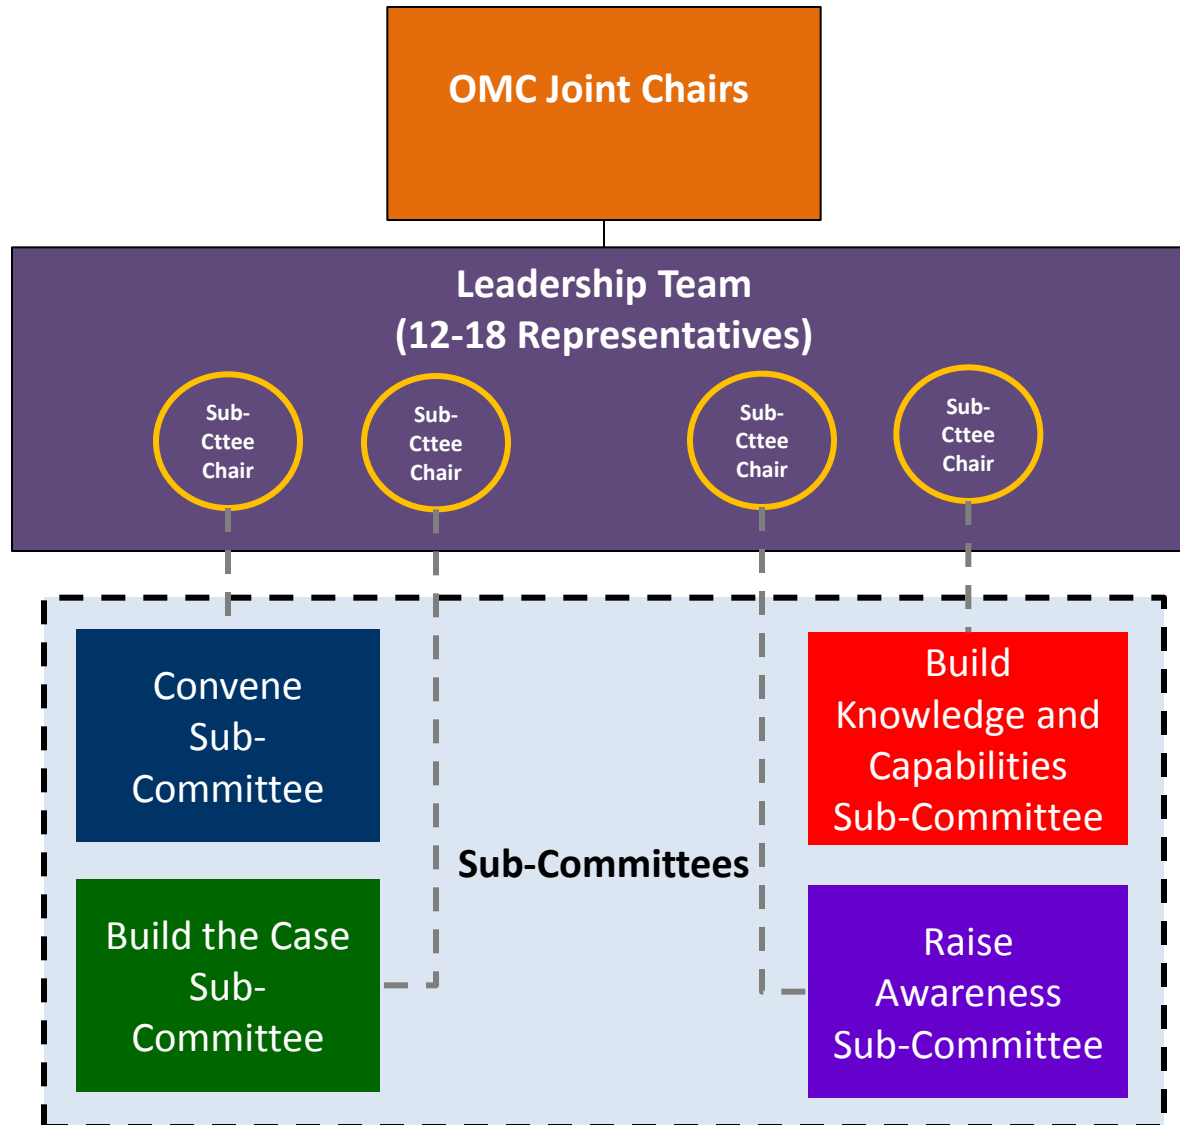 OMC Joint Chairs
Leadership Team
(12-18 Representatives)
Sub-
Cttee
Chair
Sub-
Cttee
Chair
Sub-
Cttee
Chair
Sub-
Cttee
Chair
Convene
Sub-
Committee
Build
Knowledge and
Capabilities
Sub-Committee
Sub-Committees
Build the Case
Sub-
Committee
Raise
Awareness
Sub-Committee